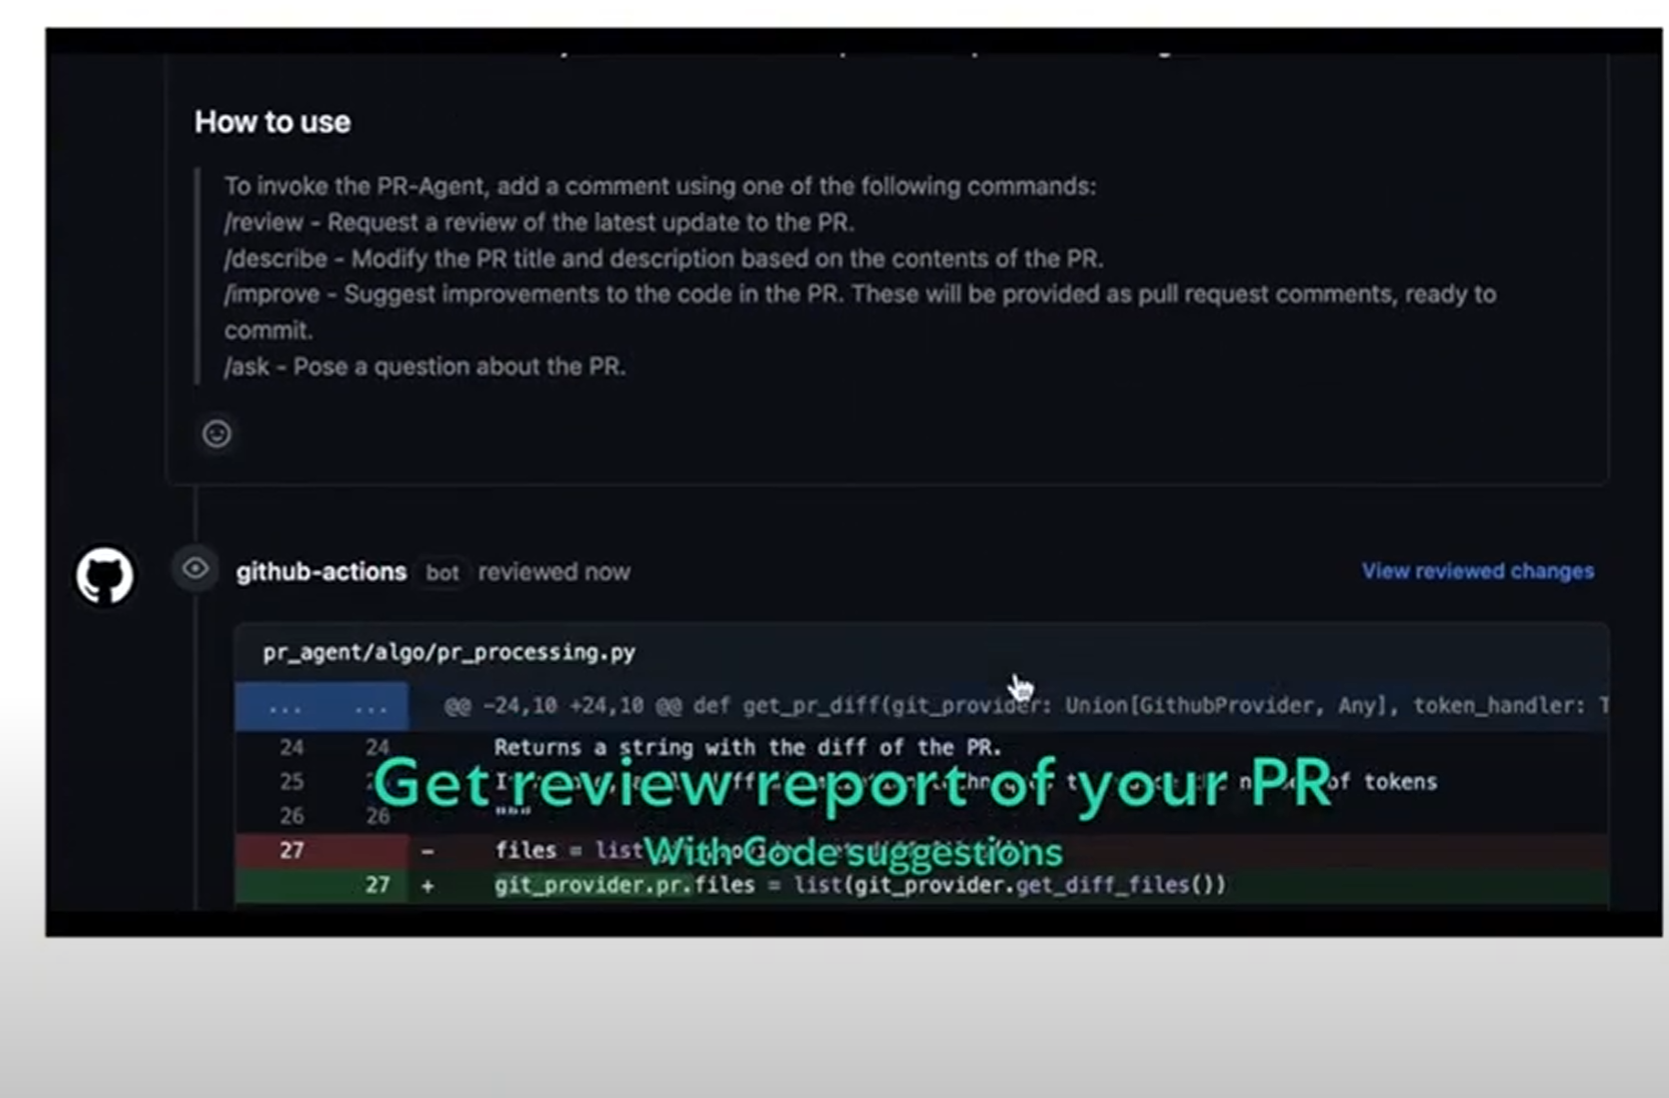 How to use
To invoke the PR-Agent, add a comment using one of the following commands:
/review - Request a review of the latest update to the PR.
/describe - Modify the PR title and description based on the contents of the PR.
/improve - Suggest improvements to the code in the PR. These will be provided as pull request comments, ready to
commit.
/ask - Pose a question about the PR.
github-actions bot reviewed now
View reviewed changes
pr_agent/algo/pr_processing.py
... ... @@ -24,10 +24,10 @@ def get_pr_diff(git_provider: Union[GithubProvider, Any], token_handler: T
24 24 Returns a string with the diff of the PR.
25 of tokens
Get review report of your PR
26 26 """
27 - files = list
With Code suggestions
27 + git_provider.pr.files = list(git_provider.get_diff_files())